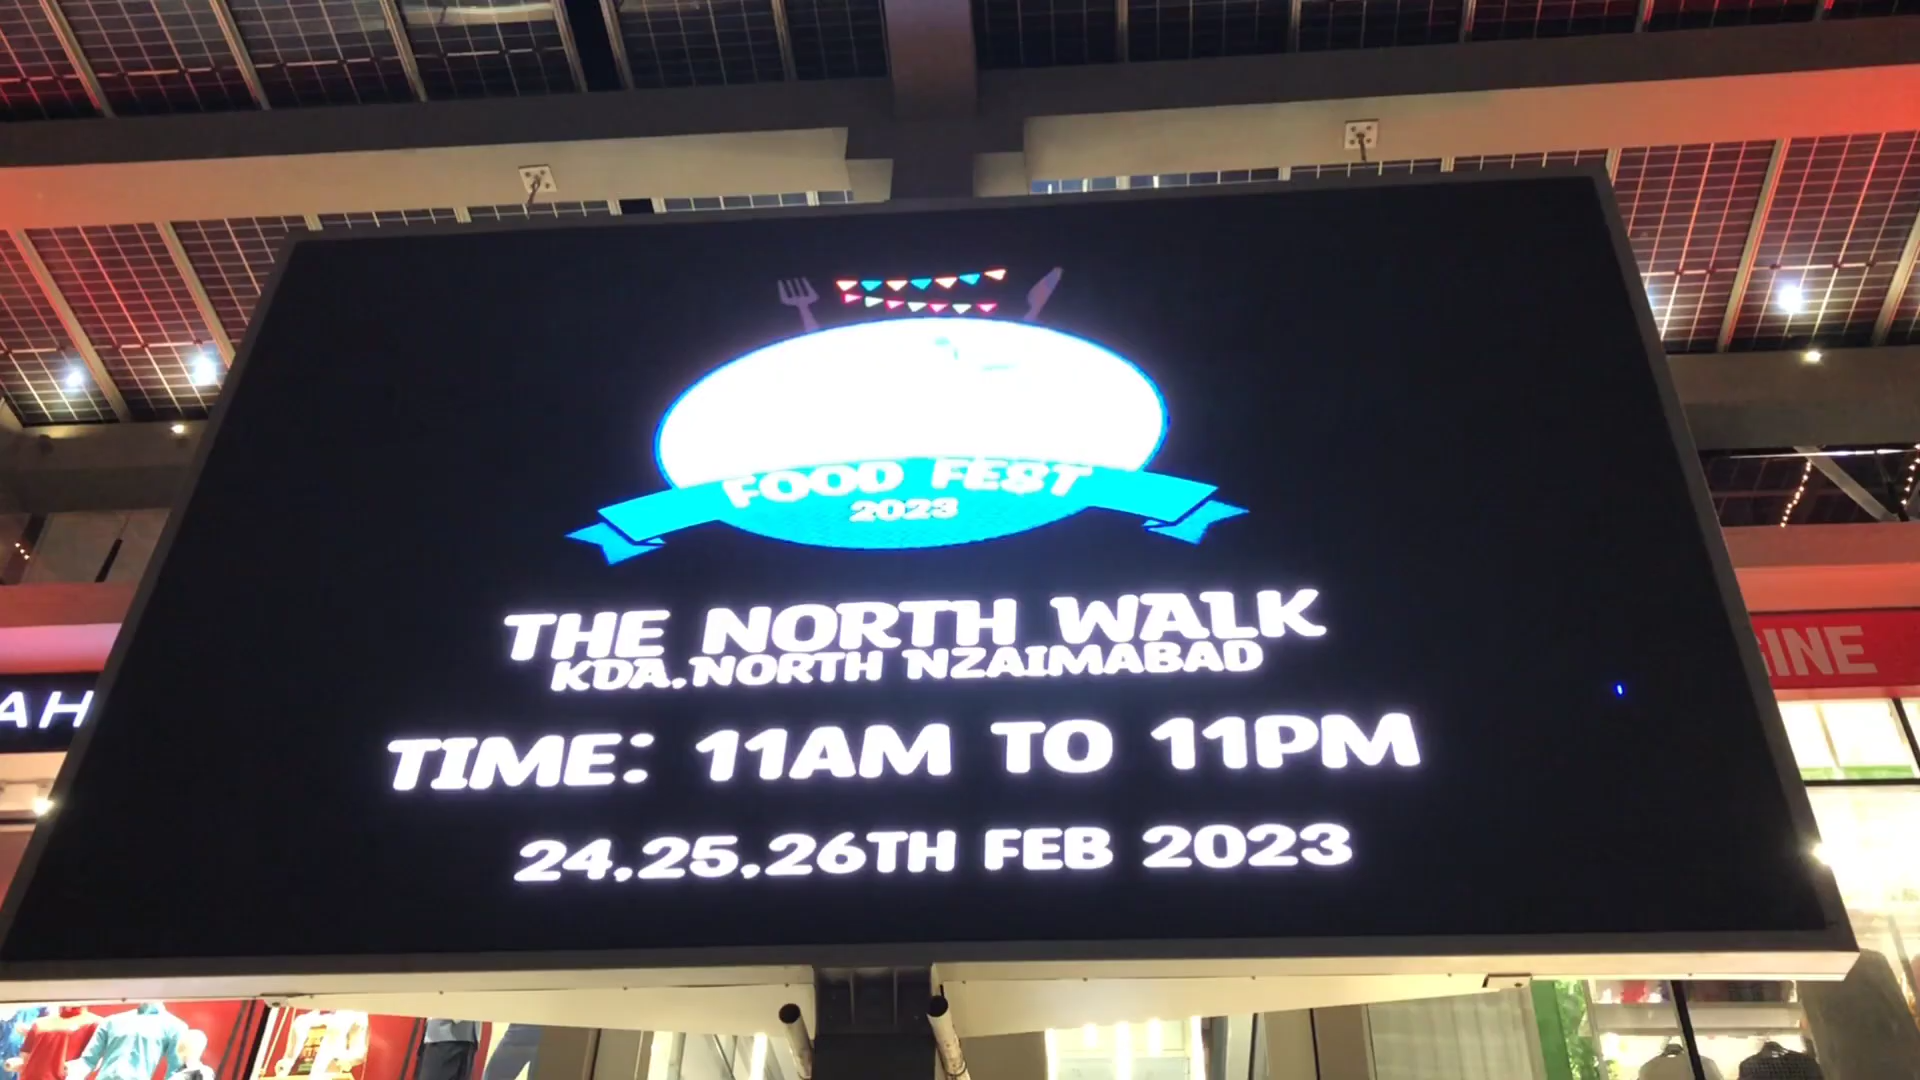 FOOD FEST
2023
THE NORTH WALK
KDA.NORTH NZAIMABAD
TIME: 11AM TO 11PM
24,25,26TH FEB 2023